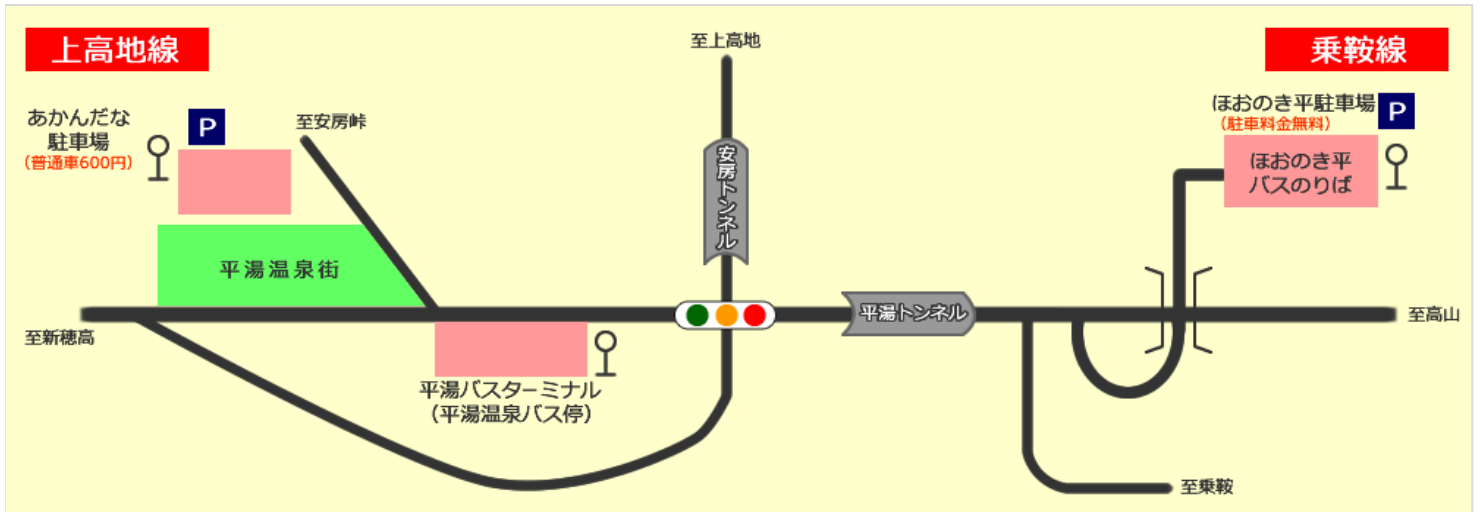 上高地線
至上高地
乗鞍線
あかんだな
駐車場
(普通車600円)
P
至安房峠
安房トンネル
ほおのき平駐車場
(駐車料金無料)
P
ほおのき平
バスのりば
平湯温泉街
平湯トンネル
至新穂高
至高山
平湯バスターミナル
(平湯温泉バス停)
至乗鞍